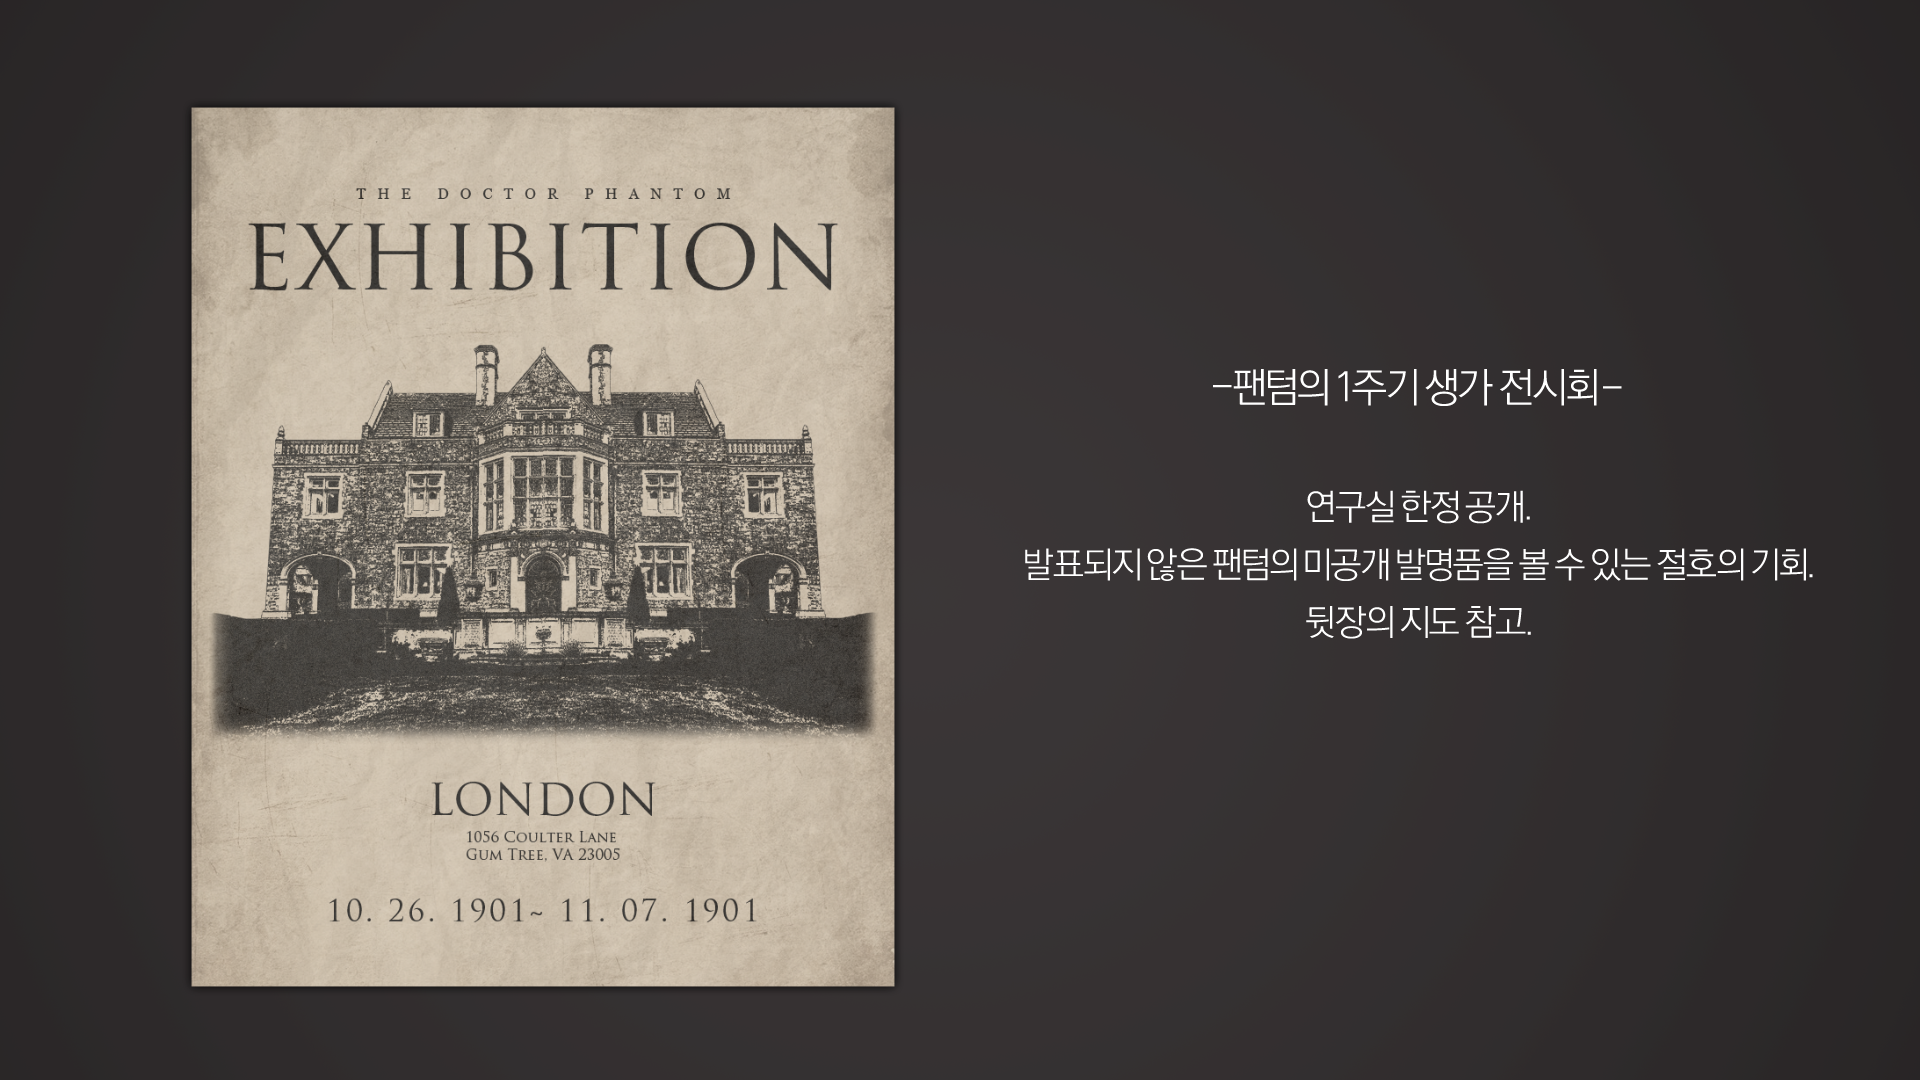 THE DOCTOR PHANTOM
EXHIBITION
LONDON
1056 COULTER LANE
GUM TREE, VA 23005
10. 26. 1901~ 11. 07. 1901
-팬텀의 1주기 생가 전시회-
연구실 한정 공개.
발표되지 않은 팬텀의 미공개 발명품을 볼 수 있는 절호의 기회.
뒷장의 지도 참고.